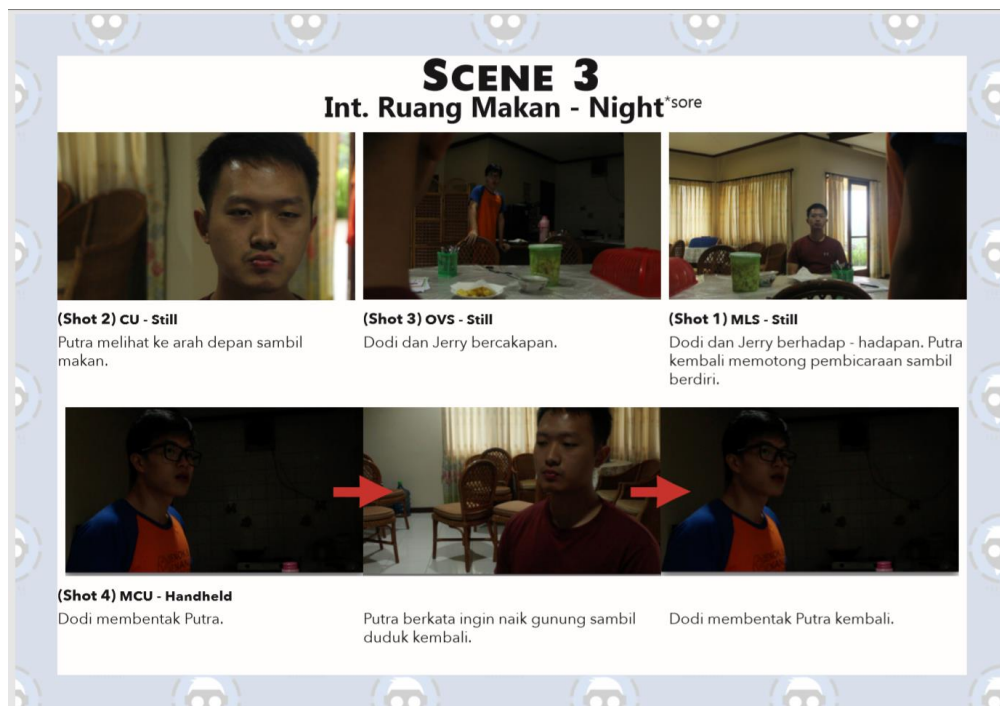 SCENE 3
Int. Ruang Makan - Night*sore
(Shot 2) CU - Still
Putra melihat ke arah depan sambil
makan.
(Shot 3) OVS - Still
Dodi dan Jerry bercakapan.
(Shot 1) MLS - Still
Dodi dan Jerry berhadap - hadapan. Putra
kembali memotong pembicaraan sambil
berdiri.
(Shot 4) MCU - Handheld
Dodi membentak Putra.
Putra berkata ingin naik gunung sambil
duduk kembali.
Dodi membentak Putra kembali.